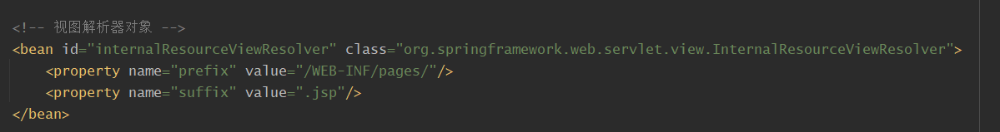 <!-- 视图解析器对象 -->
<bean id="internalResourceViewResolver" class="org.springframework.web.servlet.view.InternalResourceViewResolver">
    <property name="prefix" value="/WEB-INF/pages/"/>
    <property name="suffix" value=".jsp"/>
</bean>